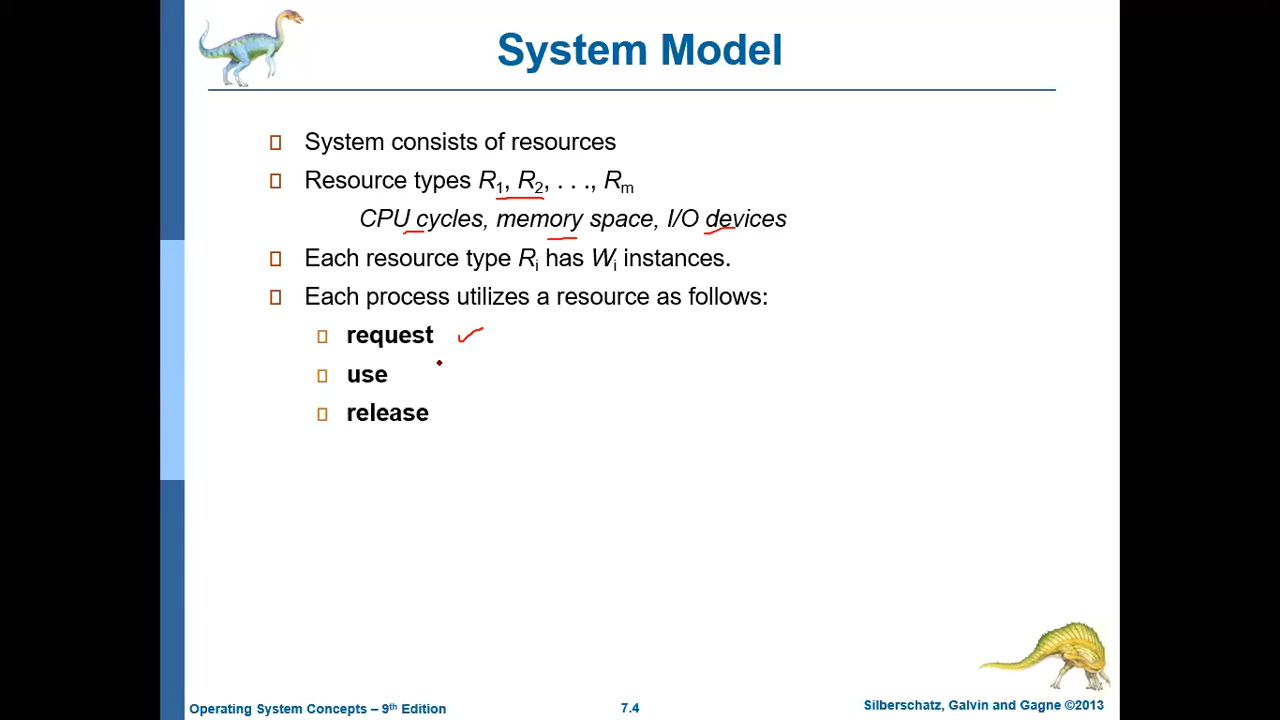 System Model
System consists of resources
Resource types R1, R2, . . ., Rm
CPU cycles, memory space, I/O devices
Each resource type Ri has Wi instances.
Each process utilizes a resource as follows:
request
use
release
Operating System Concepts – 9th Edition
7.4
Silberschatz, Galvin and Gagne ©2013